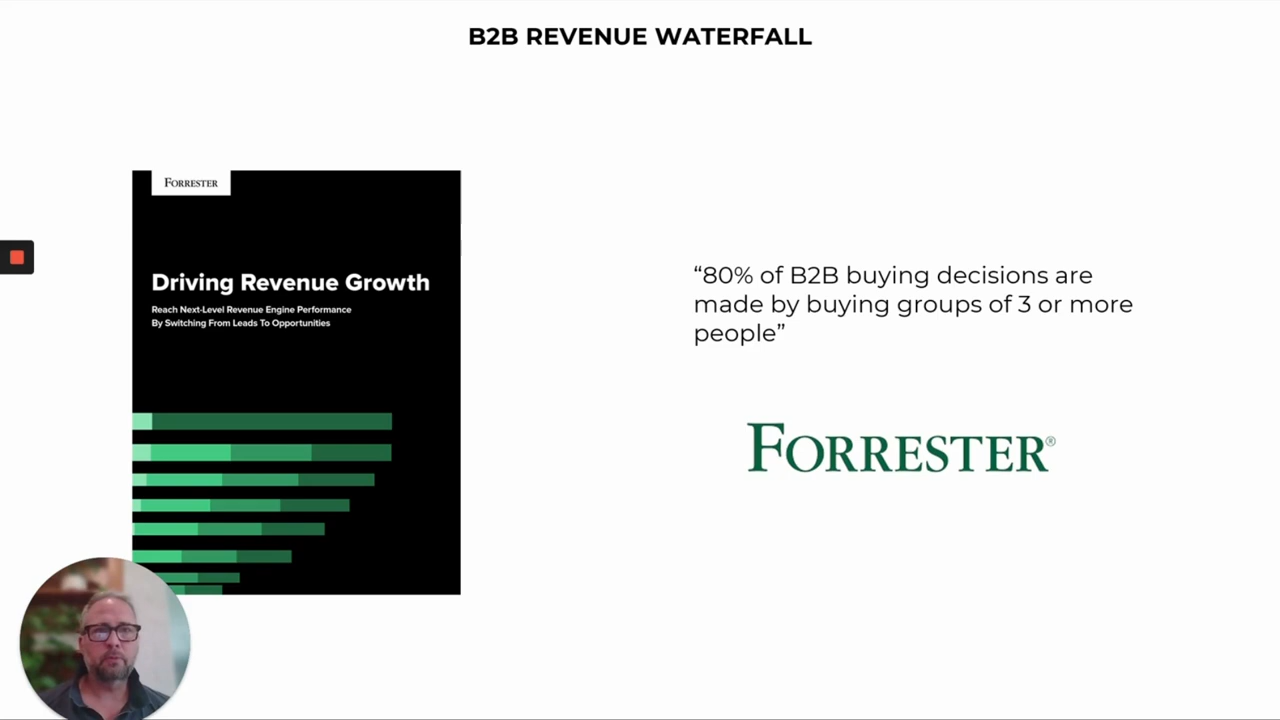 B2B REVENUE WATERFALL
FORRESTER
Driving Revenue Growth
Reach Next-Level Revenue Engine Performance
By Switching From Leads To Opportunities
“80% of B2B buying decisions are
made by buying groups of 3 or more
people”
FORRESTER®